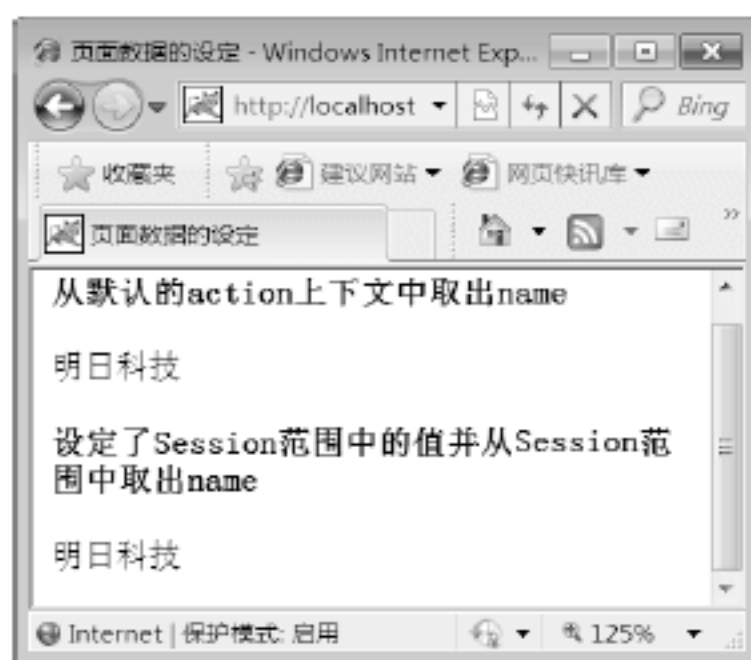 页面数据的设定 - Windows Internet Exp...
http://localhost
Bing
收藏夹 建议网站 网页快讯库
页面数据的设定
从默认的action上下文中取出name
明日科技
设定了Session范围中的值并从Session范
围中取出name
明日科技
Internet | 保护模式: 启用 125%